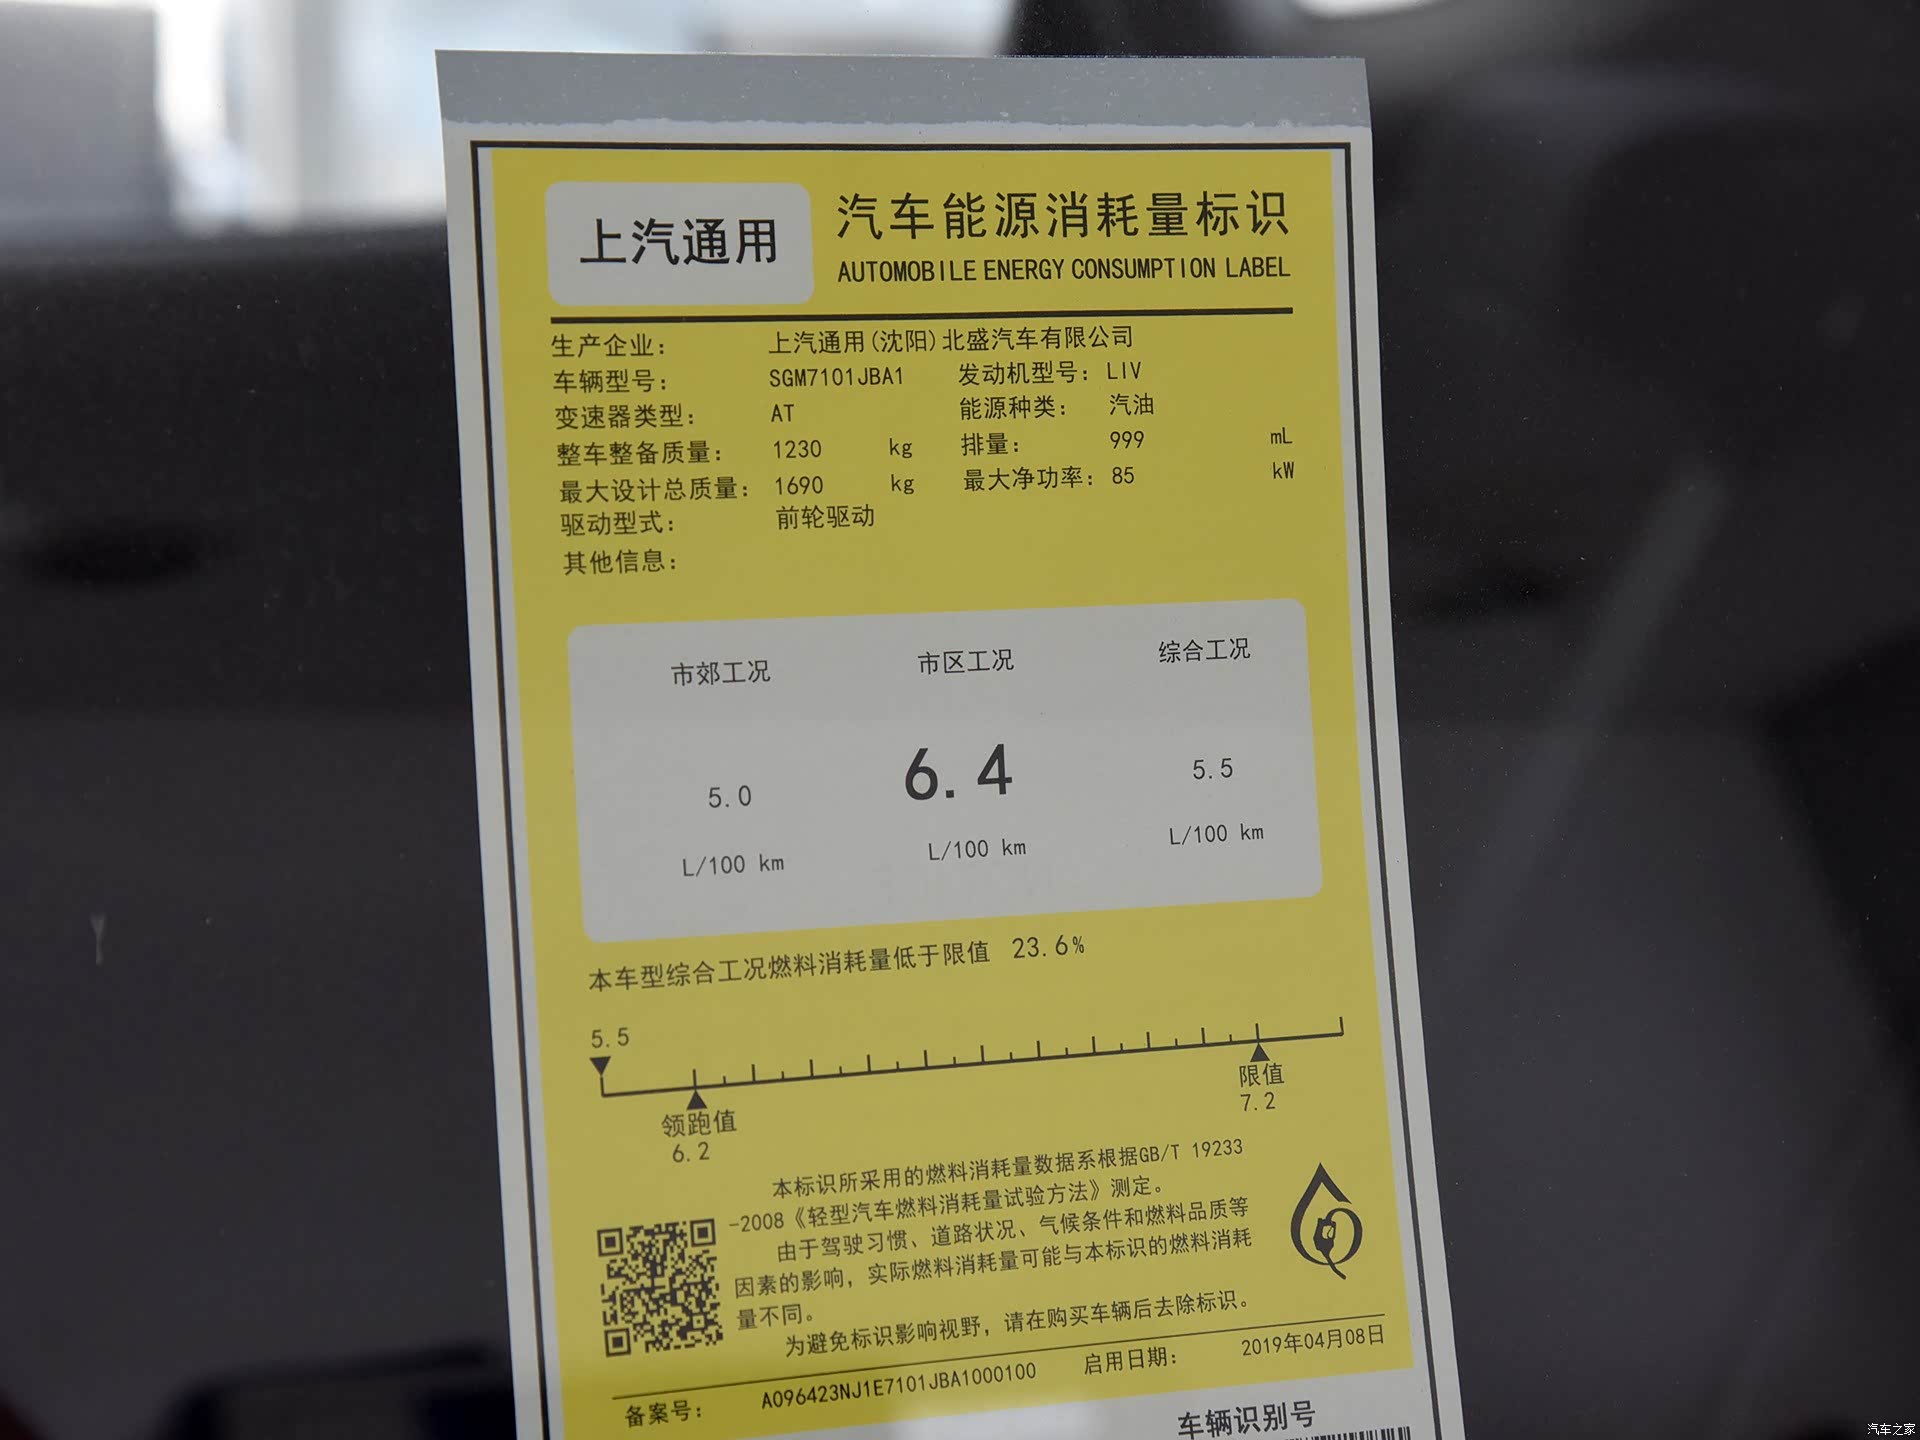 上汽通用
汽车能源消耗量标识
AUTOMOBILE ENERGY CONSUMPTION LABEL
生产企业： 上汽通用(沈阳)北盛汽车有限公司
车辆型号： SGM7101JBA1 发动机型号： LIV
变速器类型： AT 能源种类： 汽油
整车整备质量： 1230 kg 排量： 999 mL
最大设计总质量： 1690 kg 最大净功率： 85 kW
驱动型式： 前轮驱动
其他信息：
市郊工况 市区工况 综合工况
5.0 6.4 5.5
L/100 km L/100 km L/100 km
本车型综合工况燃料消耗量低于限值 23.6%
5.5
领跑值 限值
6.2 7.2
本标识所采用的燃料消耗量数据系根据GB/T 19233
-2008《轻型汽车燃料消耗量试验方法》测定。
由于驾驶习惯、道路状况、气候条件和燃料品质等
因素的影响，实际燃料消耗量可能与本标识的燃料消耗
量不同。
为避免标识影响视野，请在购买车辆后去除标识。
备案号： A096423NJ1E7101JBA1000100 启用日期： 2019年04月08日
车辆识别号
汽车之家